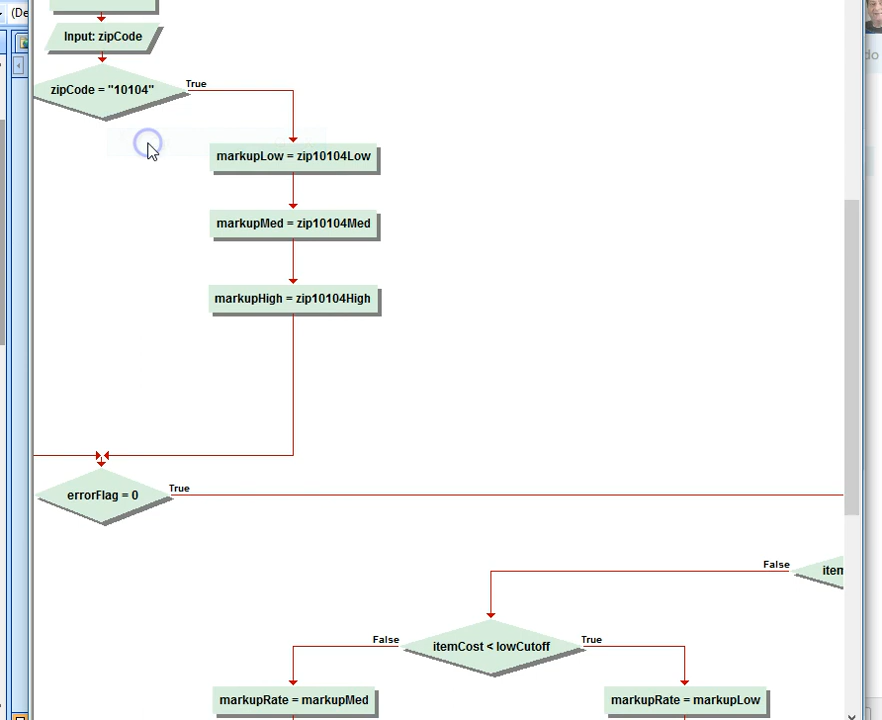 (De
Input: zipCode
zipCode = "10104"
True
do
markupLow = zip10104Low
markupMed = zip10104Med
markupHigh = zip10104High
errorFlag = 0
True
False
item
itemCost < lowCutoff
False
True
markupRate = markupMed
markupRate = markupLow